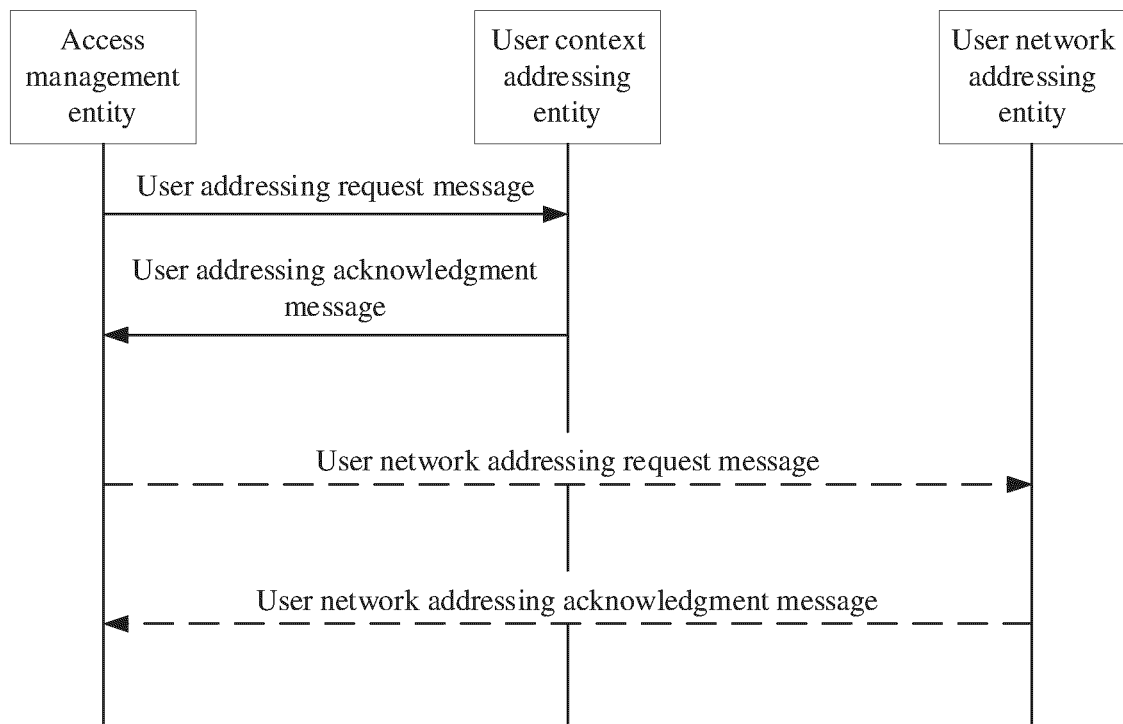 Access
management
entity
User context
addressing
entity
User network
addressing
entity
User addressing request message
User addressing acknowledgment
message
User network addressing request message
User network addressing acknowledgment message